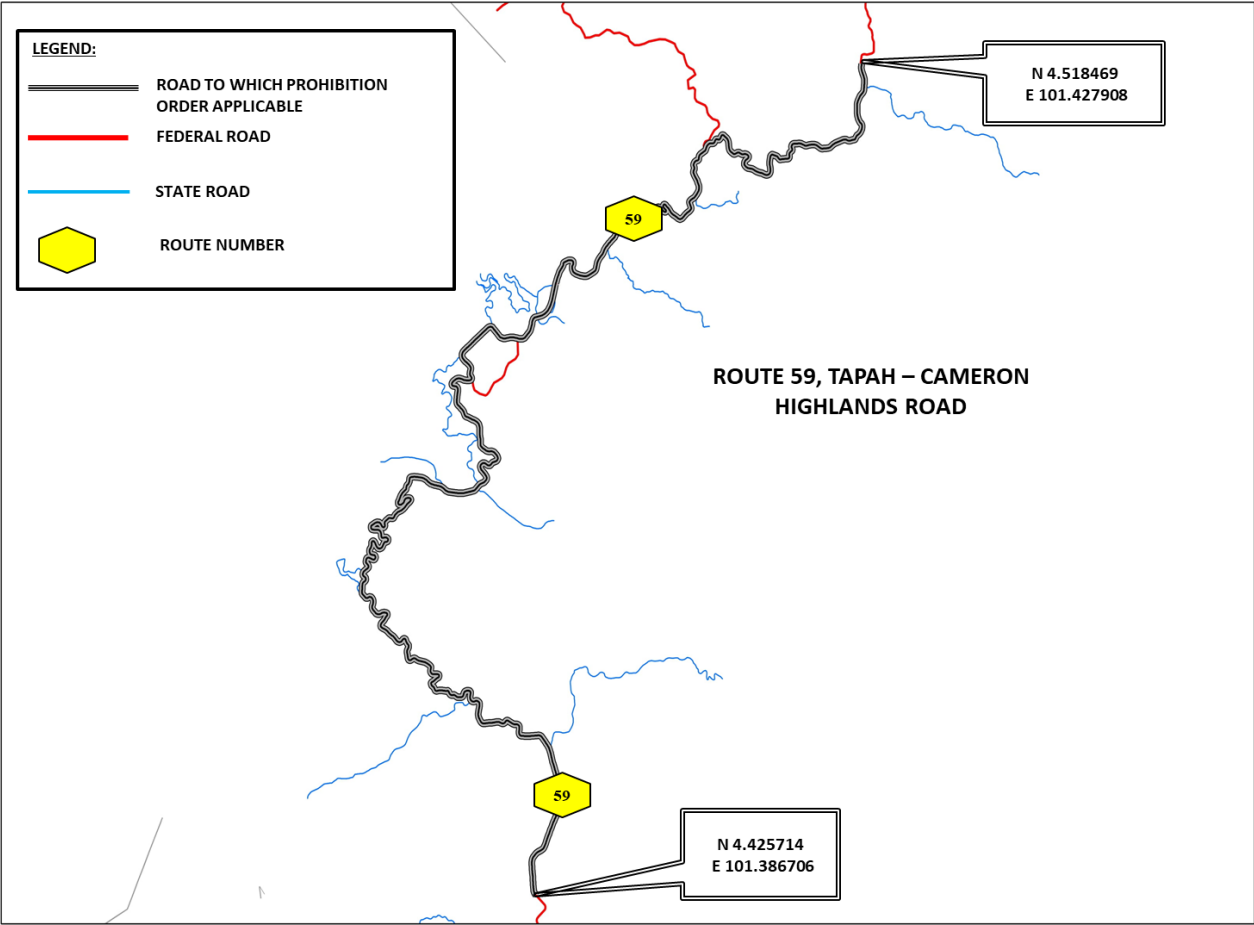 LEGEND:
ROAD TO WHICH PROHIBITION
ORDER APPLICABLE
FEDERAL ROAD
STATE ROAD
ROUTE NUMBER
N 4.518469
E 101.427908
59
ROUTE 59, TAPAH – CAMERON
HIGHLANDS ROAD
59
N 4.425714
E 101.386706